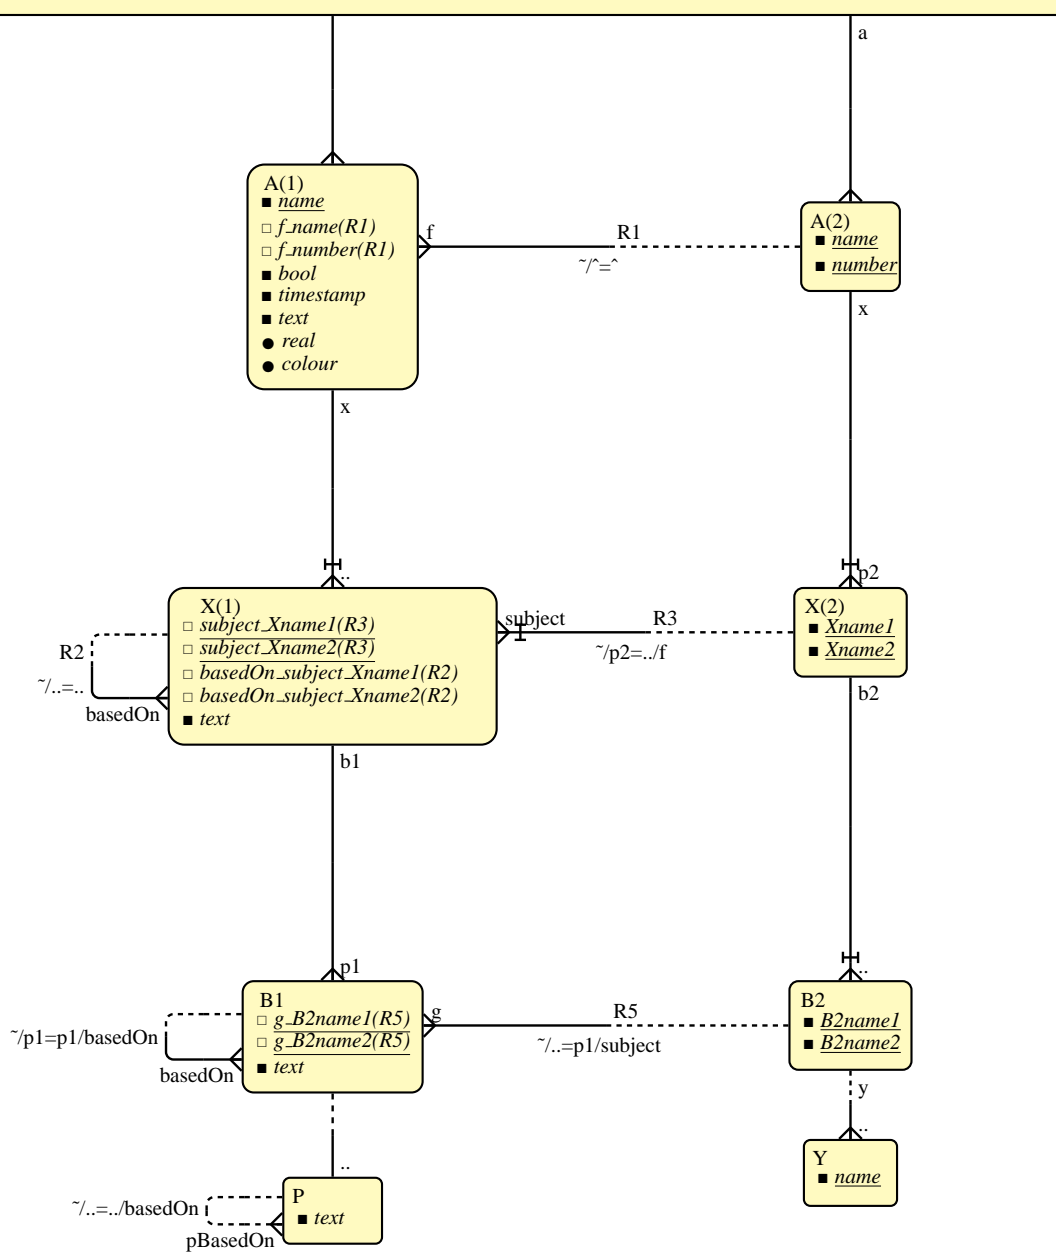 a
A(1)
name
f_name(R1)
f_number(R1)
bool
timestamp
text
real
colour
f
R1
~/^=^
A(2)
name
number
x
x
..
p2
X(1)
subject_Xname1(R3)
subject_Xname2(R3)
basedOn_subject_Xname1(R2)
basedOn_subject_Xname2(R2)
text
R2
~/..=..
basedOn
subject
R3
~/p2=../f
X(2)
Xname1
Xname2
b1
b2
p1
..
B1
g_B2name1(R5)
g_B2name2(R5)
text
~/p1=p1/basedOn
basedOn
g
R5
~/..=p1/subject
B2
B2name1
B2name2
y
..
Y
name
..
P
text
~/..=../basedOn
pBasedOn